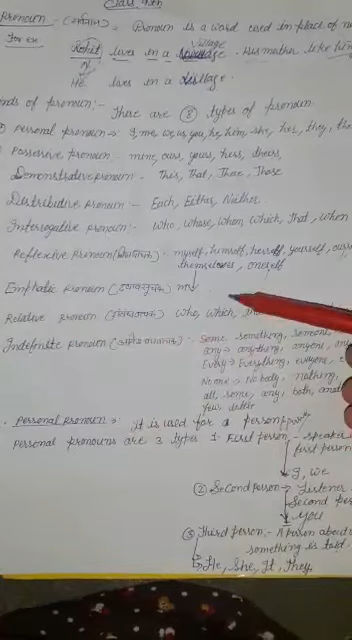 Class 9th
Pronoun - (सर्वनाम) - Pronoun is a word used in place of
For ex Rohit lives in a village. His mother like him
He lives in a village.
kinds of pronoun:-
There are ⑧ types of pronoun
Personal pronoun → I, me, we, us, you, he, him, she, her, they,
Possessive pronoun - mine, ours, yours, hers, theirs,
Demonstrative pronoun - This, That, These, Those
Distributive pronoun - Each, Either, Neither.
Interrogative pronoun - Who, Whose, Whom, Which, That, When
Reflexive Pronoun ( ) - myself, himself, herself, yourself,
themselves, oneself
Emphatic pronoun ( ) my
Relative pronoun ( ) Who, Which,
Indefinite pronoun ( ) Some, something, someone,
any → anything, anyone,
Every → Everything, everyone,
None → Nobody, nothing,
all, some, any, both,
few
Personal pronoun → It is used for a person
Personal pronouns are 3 types 1. First person - speaker
first person
I, We
② Second person → Listener
Second
You
③ Third person - A person about
something is told
He, She, It, They.